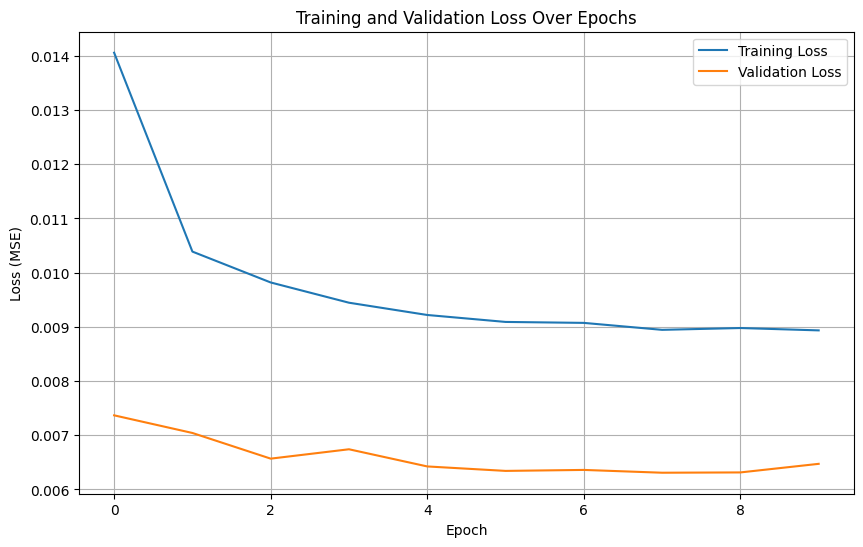 Training and Validation Loss Over Epochs
Training Loss
Validation Loss
Loss (MSE)
0.014
0.013
0.012
0.011
0.010
0.009
0.008
0.007
0.006
0 2 4 6 8
Epoch